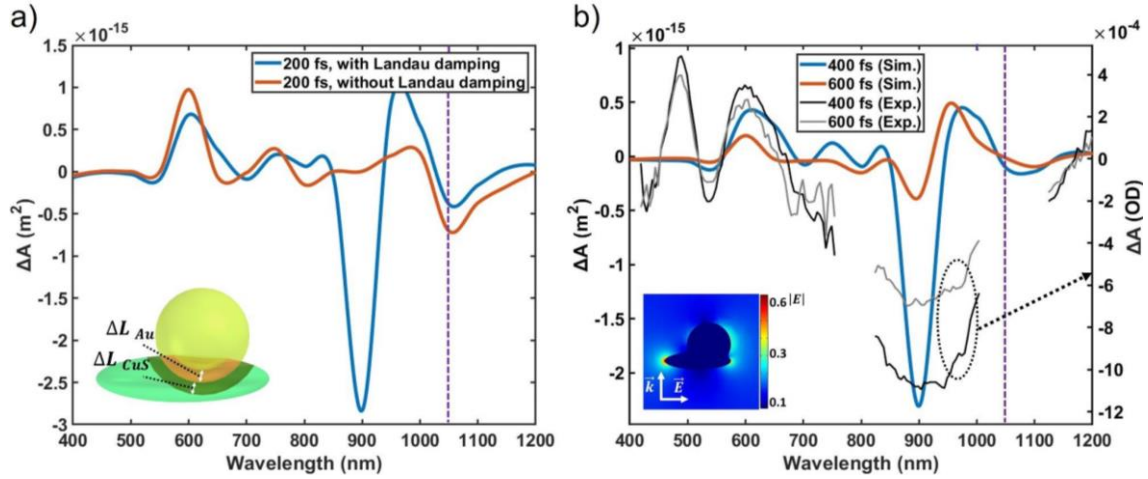 a)
×10⁻¹⁵
1.5
1
0.5
0
-0.5
-1
-1.5
-2
-2.5
-3
ΔA (m²)
200 fs, with Landau damping
200 fs, without Landau damping
ΔL Au
ΔL CuS
400 500 600 700 800 900 1000 1100 1200
Wavelength (nm)
b)
×10⁻¹⁵
1
0.5
0
-0.5
-1
-1.5
-2
ΔA (m²)
400 fs (Sim.)
600 fs (Sim.)
400 fs (Exp.)
600 fs (Exp.)
0.6 |E|
0.3
0.1
k E
×10⁻⁴
4
2
0
-2
-4
-6
-8
-10
-12
ΔA (OD)
400 500 600 700 800 900 1000 1100 1200
Wavelength (nm)